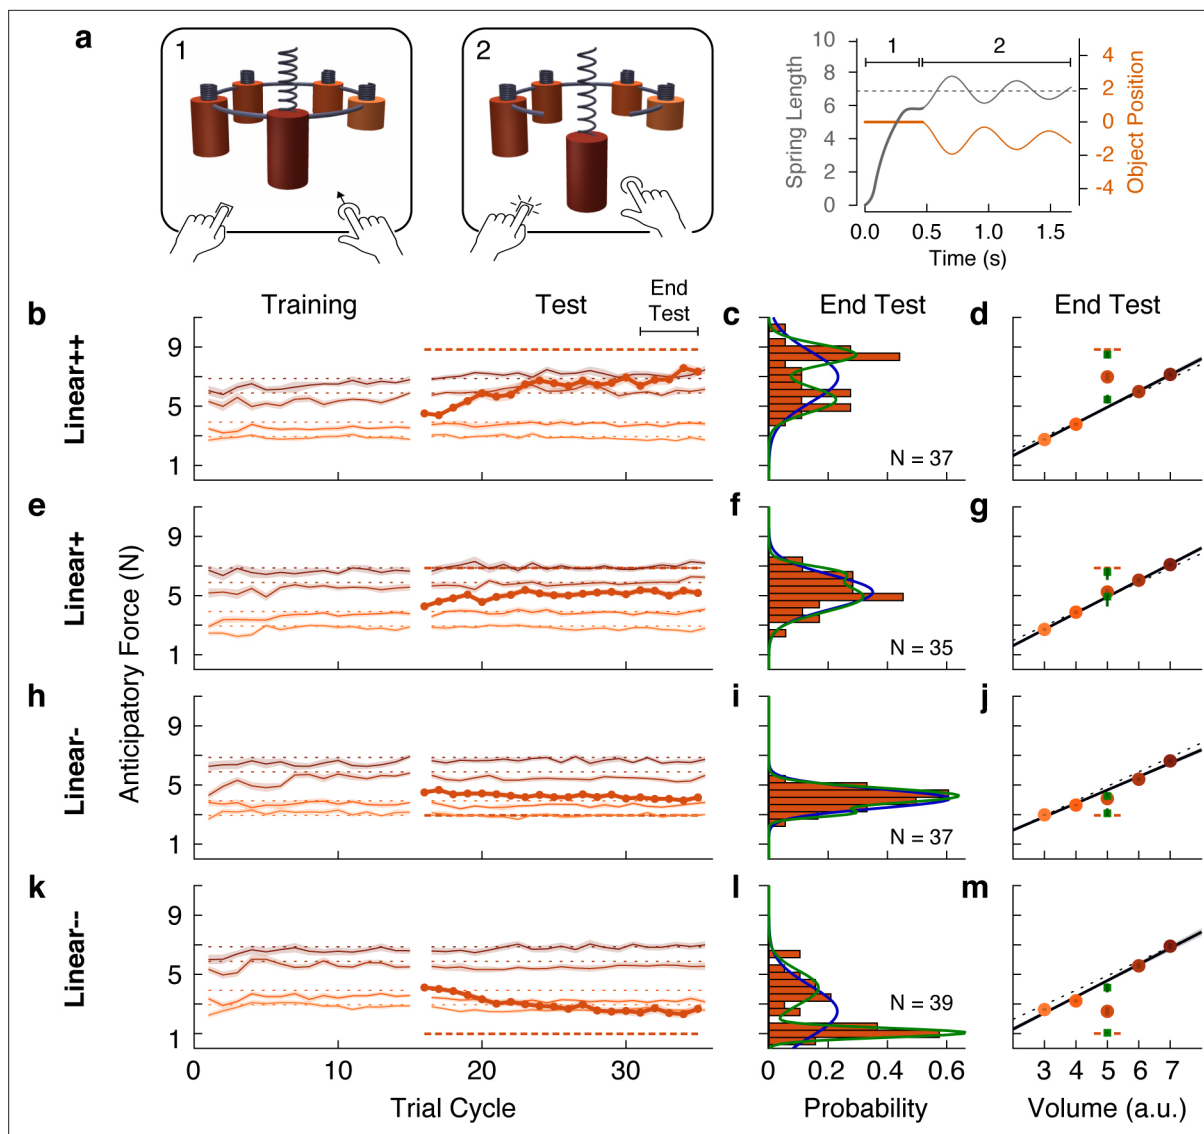 a
1
2
Spring Length
10
8
6
4
2
0
1
2
4
2
0
-2
-4
Object Position
0.0 0.5 1.0 1.5
Time (s)
Training
Test
End
Test
End Test
End Test
b
Linear++
9
5
1
c
N = 37
d
e
Linear+
9
5
1
Anticipatory Force (N)
f
N = 35
g
h
Linear-
9
5
1
i
N = 37
j
k
Linear--
9
5
1
l
N = 39
m
0 10 20 30
Trial Cycle
0 0.2 0.4 0.6
Probability
3 4 5 6 7
Volume (a.u.)